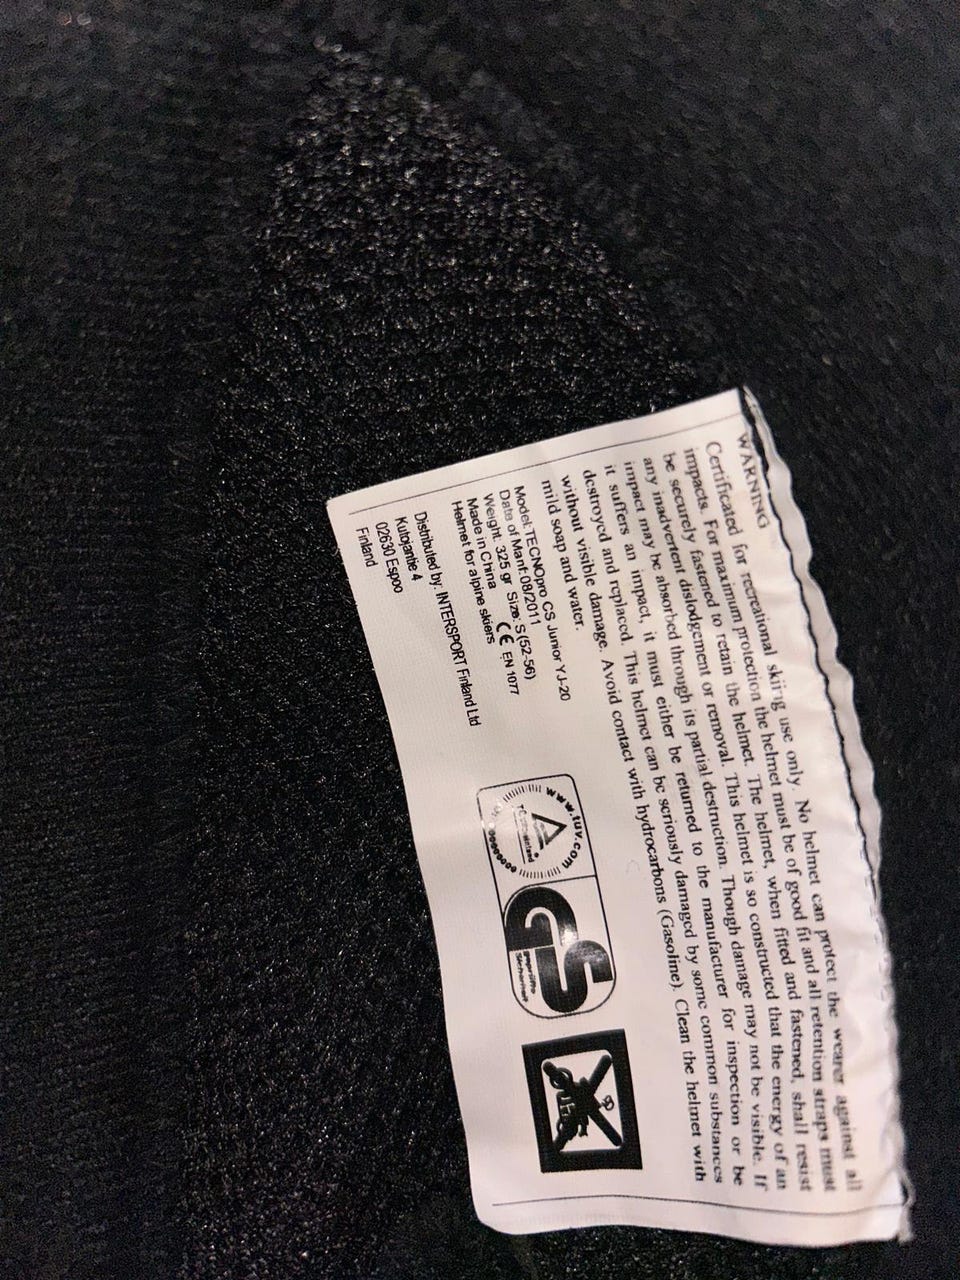 WARNING
Certificated for recreational skiing use only. No helmet can protect the wearer against all
impacts. For maximum protection the helmet must be of good fit and all retention straps must
be securely fastened to retain the helmet. The helmet, when fitted and fastened, shall resist
any inadvertent dislodgement or removal. This helmet is so constructed that the energy of an
impact may be absorbed through its partial destruction. Though damage may not be visible. If
it suffers an impact, it must either be returned to the manufacturer for inspection or be
destroyed and replaced. This helmet can be seriously damaged by some common substances
without visible damage. Avoid contact with hydrocarbons (Gasoline). Clean the helmet with
mild soap and water.
Model:TECNOpro CS Junior YJ-20
Date of Manf:08/2011
Weight: 325 gr Size: S (52-56)
Made in China CE EN 1077
Helmet for alpine skiers
Distributed by: INTERSPORT Finland Ltd
Kutojantie 4
02630 Espoo
Finland
www.tuv.com
GS
geprüfte
Sicherheit